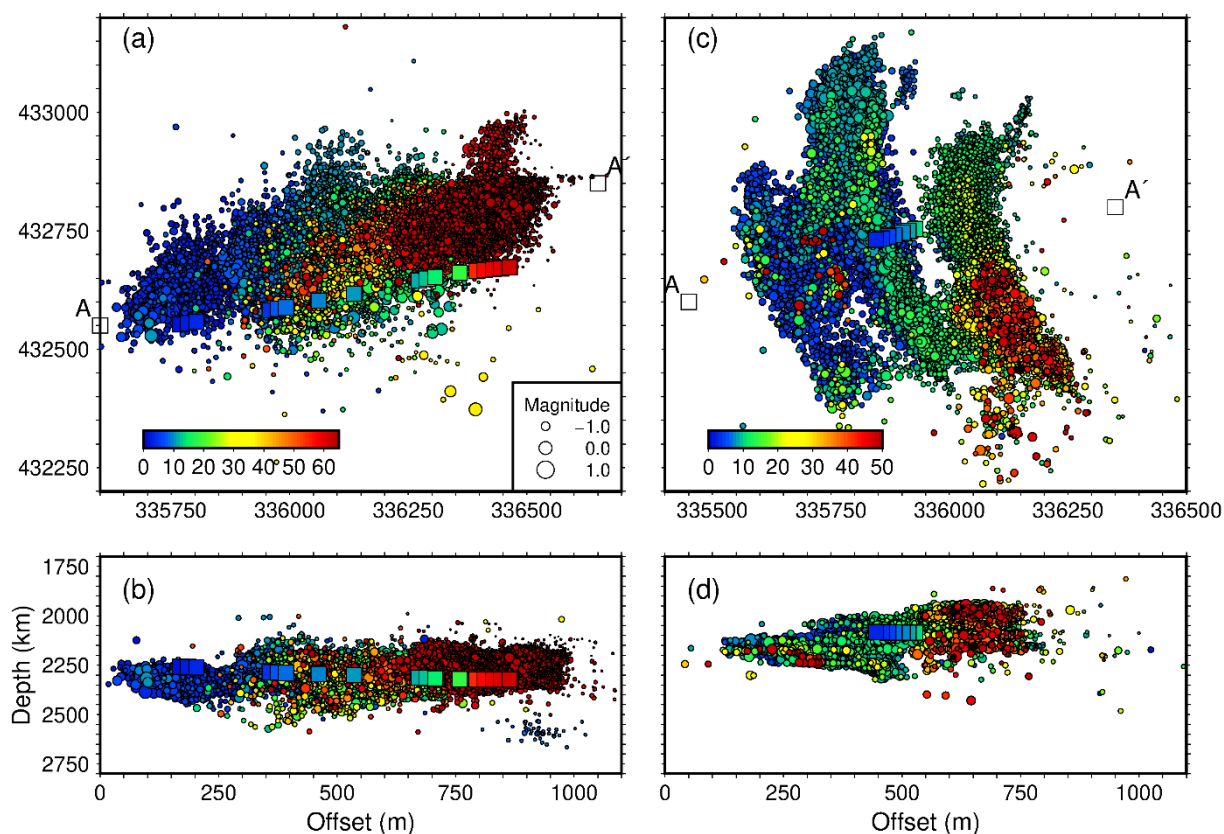 (a)
433000
432750
432500
432250
A
A´
0 10 20 30 40 50 60
Magnitude
−1.0
0.0
1.0
335750 336000 336250 336500
(c)
A
A´
0 10 20 30 40 50
335500 335750 336000 336250 336500
(b)
Depth (km)
1750
2000
2250
2500
2750
0 250 500 750 1000
Offset (m)
(d)
0 250 500 750 1000
Offset (m)